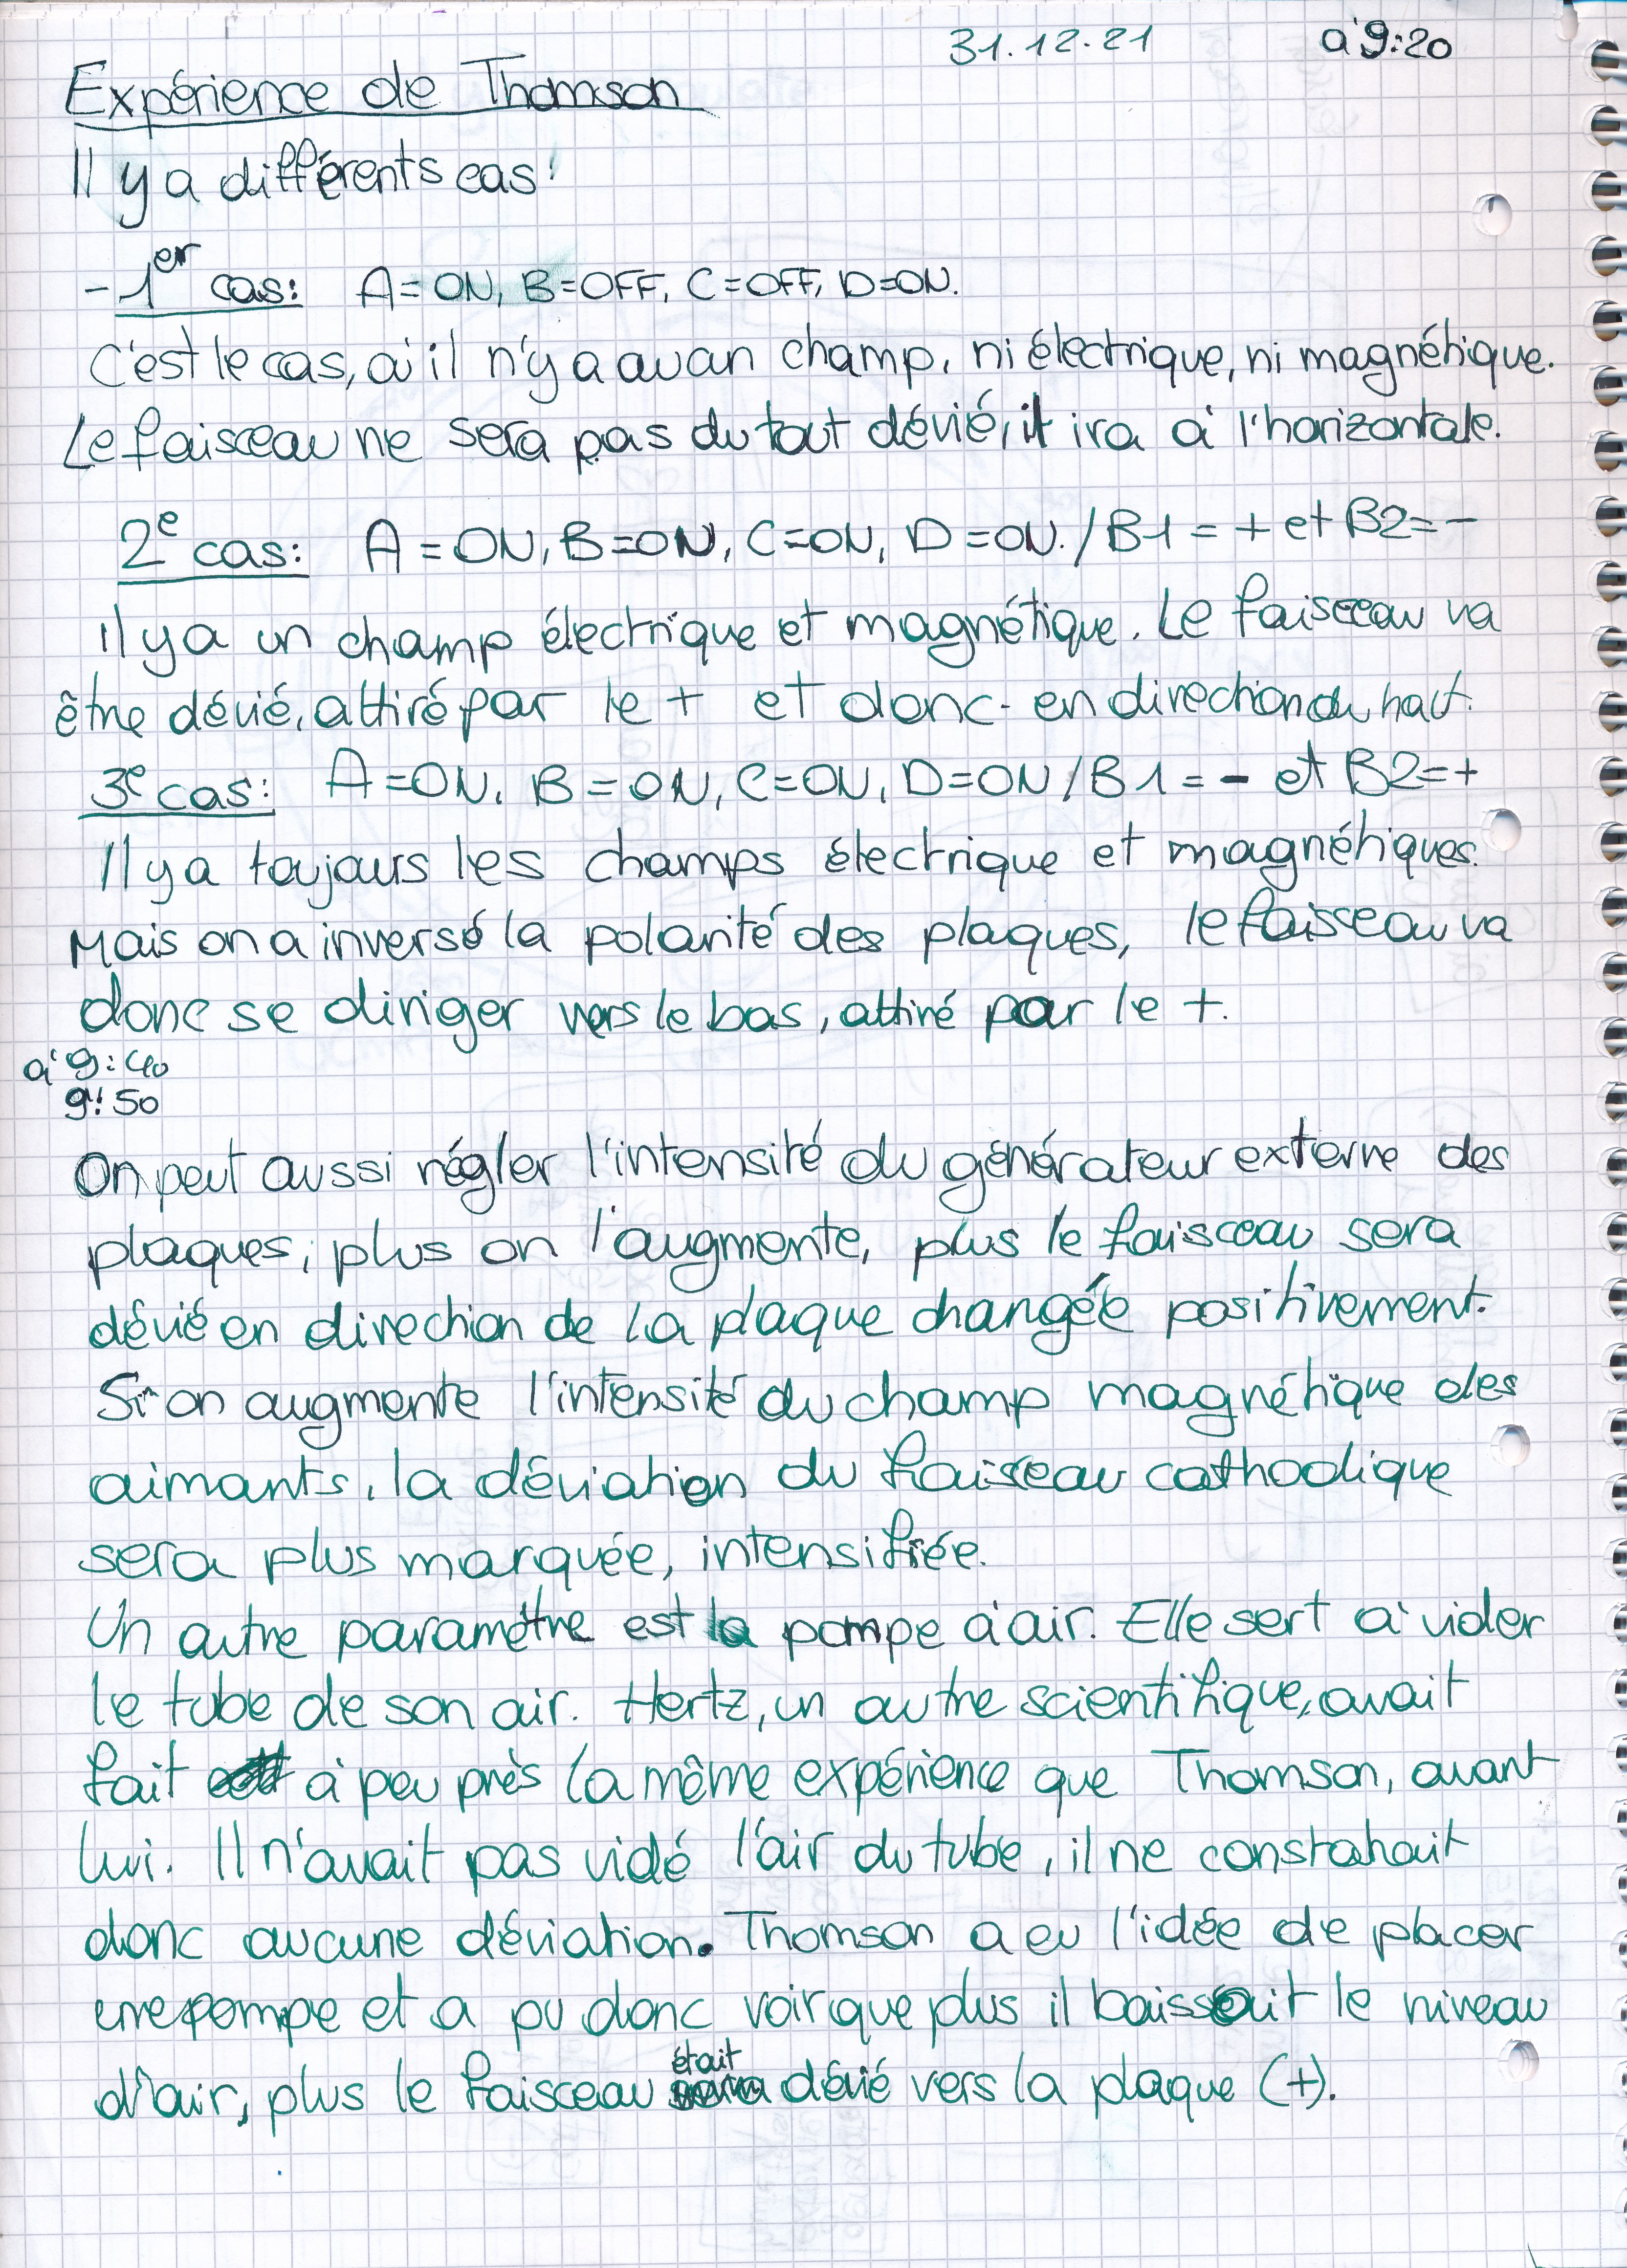 31.12.21 à 9:20
Expérience de Thomson
Il y a différents cas:
- 1er cas: A=ON, B=OFF, C=OFF, D=ON.
C'est le cas, où il n'y a aucun champ, ni électrique, ni magnétique.
Le faisceau ne sera pas du tout dévié, il ira à l'horizontale.
2e cas: A=ON, B=ON, C=ON, D=ON. / B1 = + et B2 = -
Il y a un champ électrique et magnétique. Le faisceau va
être dévié, attiré par le + et donc en direction du haut.
3e cas: A=ON, B=ON, C=ON, D=ON / B1 = - et B2=+
Il y a toujours les champs électrique et magnétiques.
Mais on a inversé la polarité des plaques, le faisseau va
donc se diriger vers le bas, attiré par le +.
à 9:40
9:50
On peut aussi régler l'intensité du générateur externe des
plaques, plus on l'augmente, plus le faisceau sera
dévié en direction de la plaque changée positivement.
Si on augmente l'intensité du champ magnétique des
aimants, la déviation du faisceau cathodique
sera plus marquée, intensifiée.
Un autre paramètre est la pompe à air. Elle sert à vider
le tube de son air. Hertz, un autre scientifique, avait
fait à peu près la même expérience que Thomson, avant
lui. Il n'avait pas vidé l'air du tube, il ne constatait
donc aucune déviation. Thomson a eu l'idée de placer
une pompe et a pu donc voir que plus il baissait le niveau
d'air, plus le faisceau était dévié vers la plaque (+).